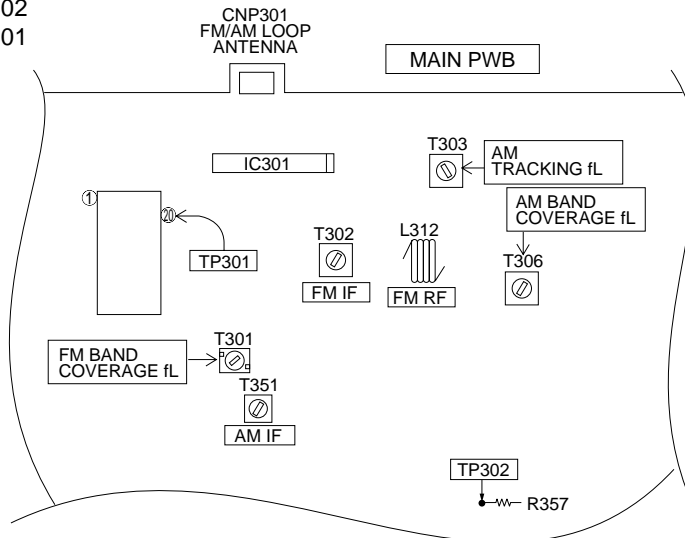 02
01
CNP301
FM/AM LOOP
ANTENNA
MAIN PWB
IC301
T303
AM
TRACKING fL
AM BAND
COVERAGE fL
1
20
TP301
T302
FM IF
L312
FM RF
T306
FM BAND
COVERAGE fL
T301
T351
AM IF
TP302
R357